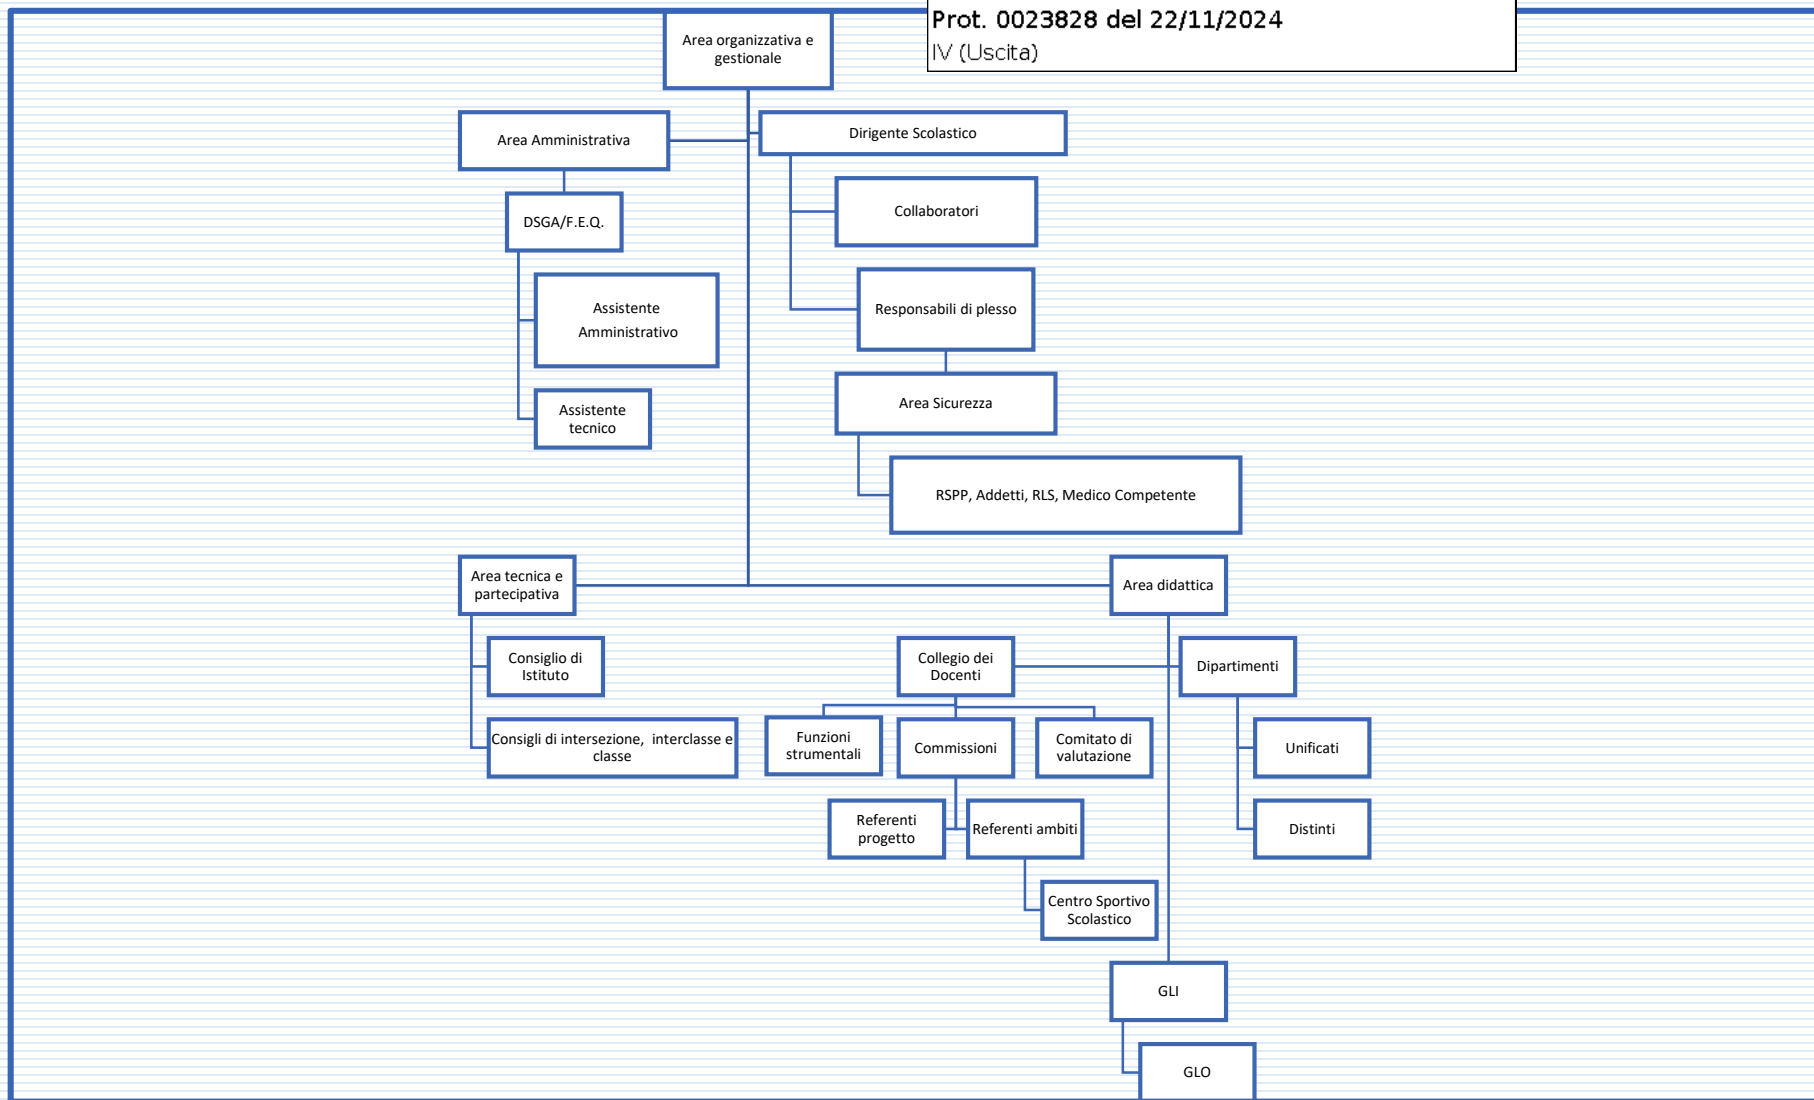 Prot. 0023828 del 22/11/2024
IV (Uscita)
Area organizzativa e
gestionale
Area Amministrativa
Dirigente Scolastico
DSGA/F.E.Q.
Collaboratori
Assistente
Amministrativo
Responsabili di plesso
Assistente
tecnico
Area Sicurezza
RSPP, Addetti, RLS, Medico Competente
Area tecnica e
partecipativa
Area didattica
Consiglio di
Istituto
Collegio dei
Docenti
Dipartimenti
Consigli di intersezione, interclasse e
classe
Funzioni
strumentali
Commissioni
Comitato di
valutazione
Unificati
Referenti
progetto
Referenti ambiti
Distinti
Centro Sportivo
Scolastico
GLI
GLO